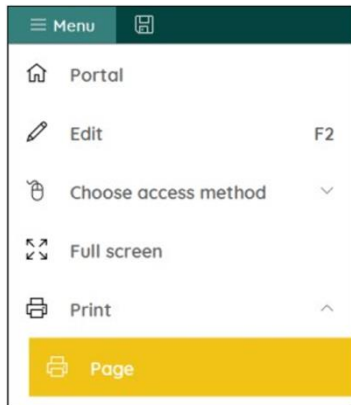 Menu
Portal
Edit F2
Choose access method
Full screen
Print
Page